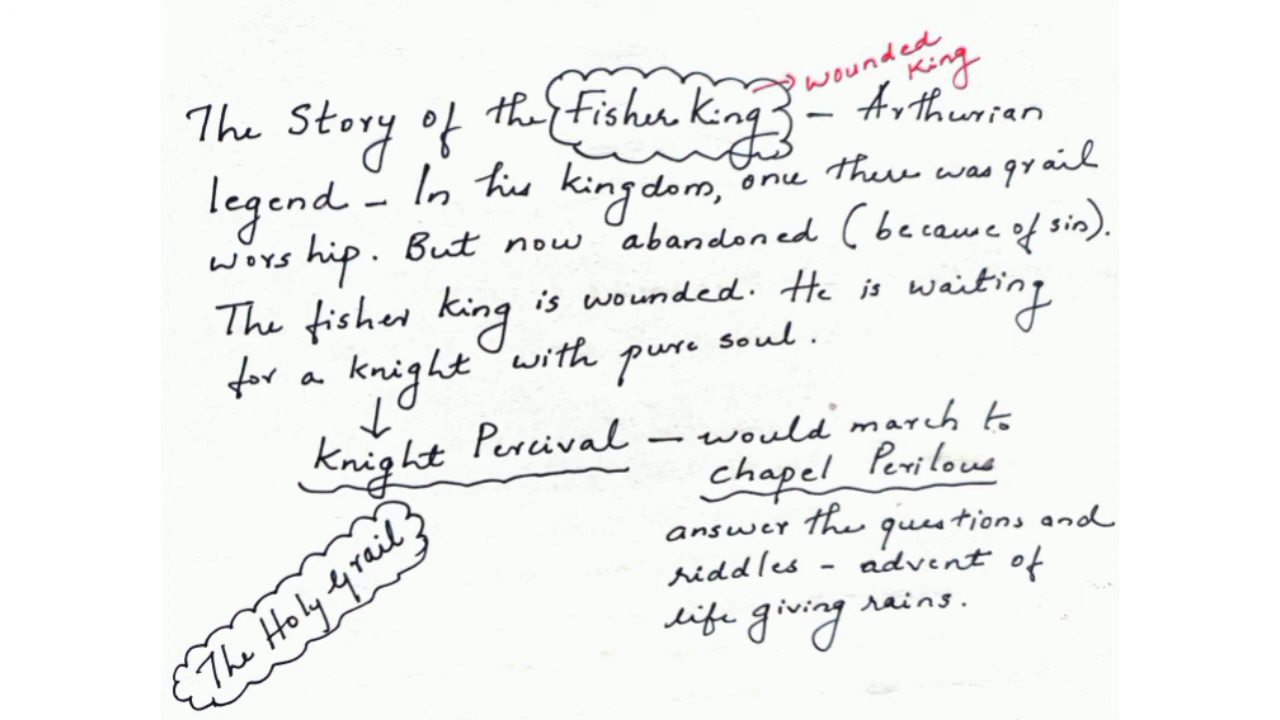 wounded
King
The Story of the Fisher King – Arthurian
legend – In his kingdom, once there was grail
worship. But now abandoned (because of sin).
The fisher king is wounded. He is waiting
for a knight with pure soul.
Knight Percival – would march to
chapel Perilous
answer the questions and
riddles – advent of
life giving rains.
The Holy Grail